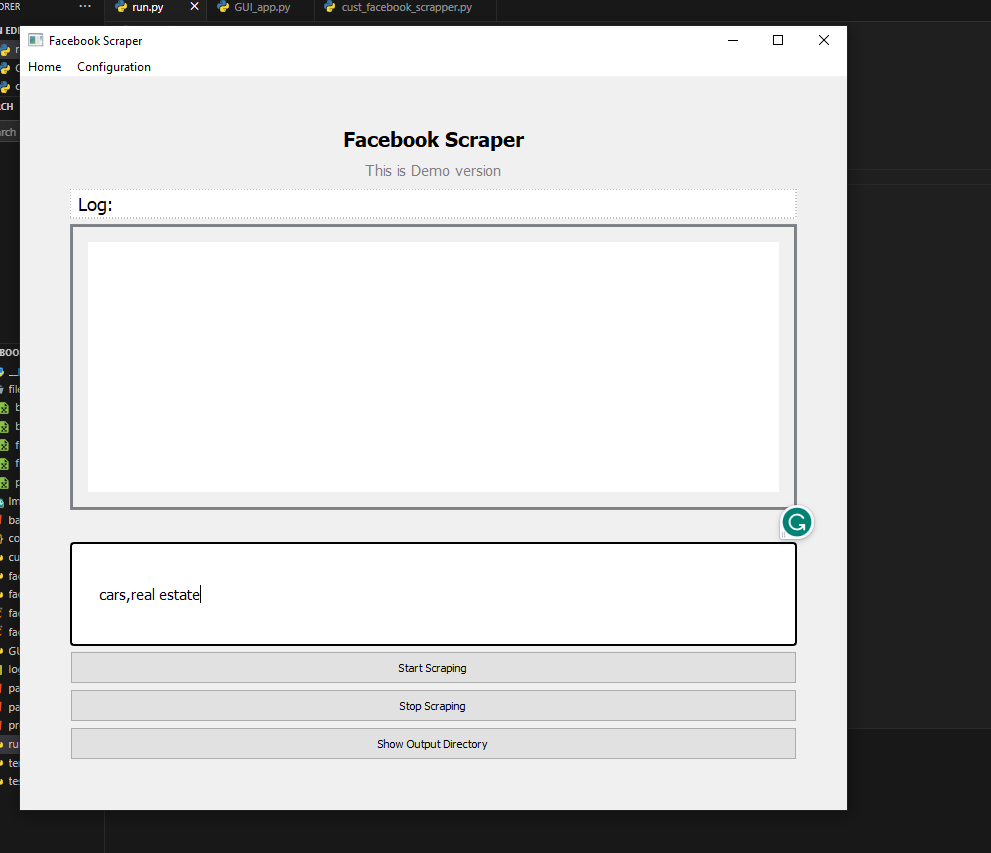 run.py GUI_app.py cust_facebook_scrapper.py
Facebook Scraper
Home Configuration
Facebook Scraper
This is Demo version
Log:
cars,real estate
Start Scraping
Stop Scraping
Show Output Directory